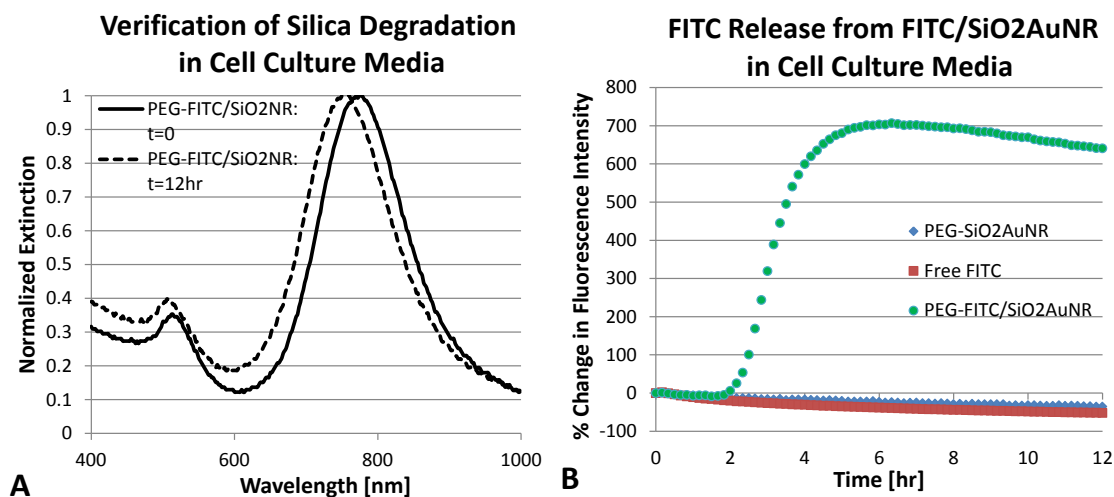 Verification of Silica Degradation
in Cell Culture Media
Normalized Extinction
1
0.9
0.8
0.7
0.6
0.5
0.4
0.3
0.2
0.1
0
PEG-FITC/SiO2NR:
t=0
PEG-FITC/SiO2NR:
t=12hr
400
600
800
1000
Wavelength [nm]
A
FITC Release from FITC/SiO2AuNR
in Cell Culture Media
% Change in Fluorescence Intensity
800
700
600
500
400
300
200
100
0
-100
PEG-SiO2AuNR
Free FITC
PEG-FITC/SiO2AuNR
0
2
4
6
8
10
12
Time [hr]
B